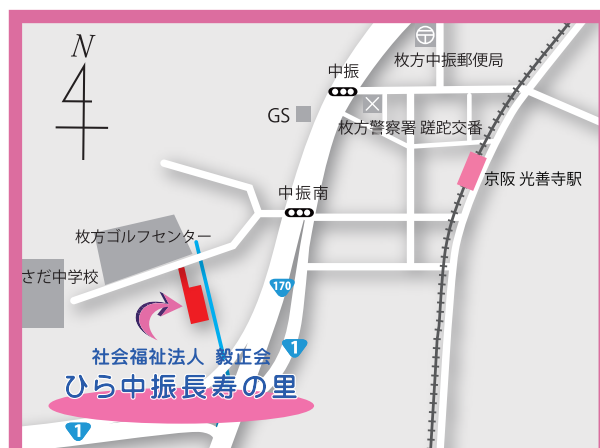 N
枚方中振郵便局
中振
GS
枚方警察署 蹉跎交番
京阪 光善寺駅
中振南
枚方ゴルフセンター
さだ中学校
170
1
社会福祉法人 毅正会
ひら中振長寿の里
1